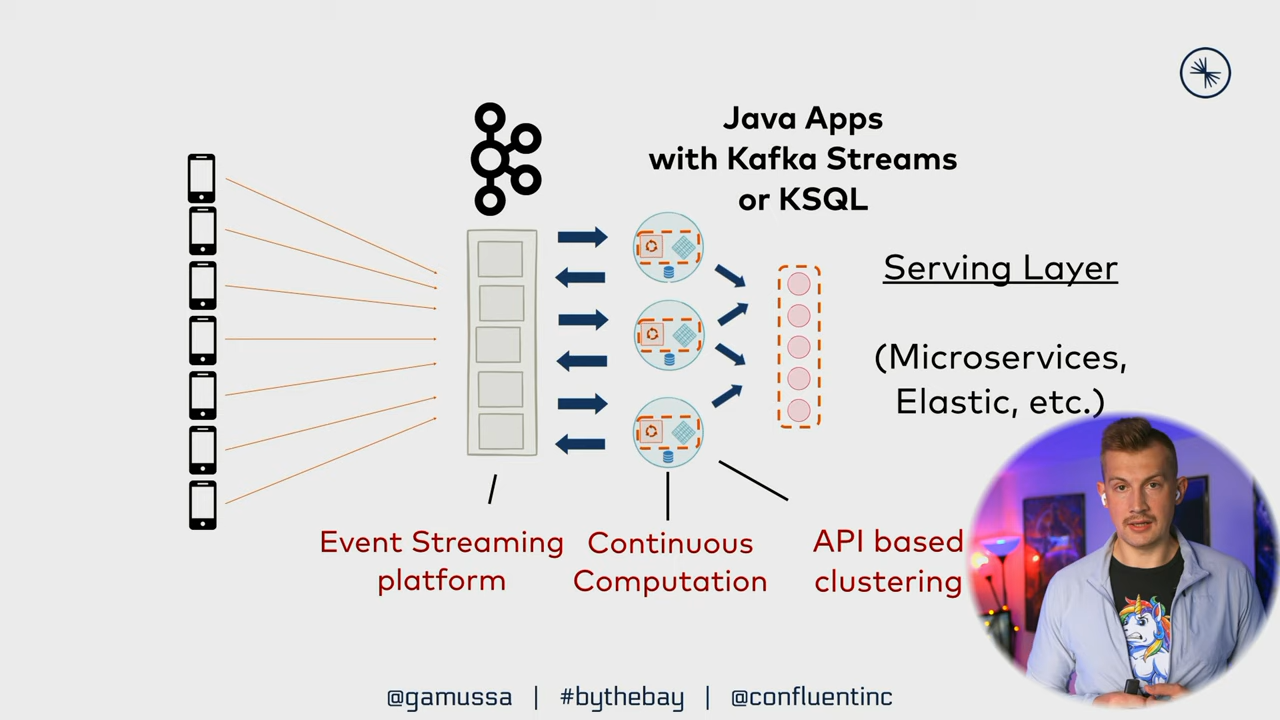 Java Apps
with Kafka Streams
or KSQL
Serving Layer
(Microservices,
Elastic, etc.)
Event Streaming
platform
Continuous
Computation
API based
clustering
@gamussa | #bythebay | @confluentinc